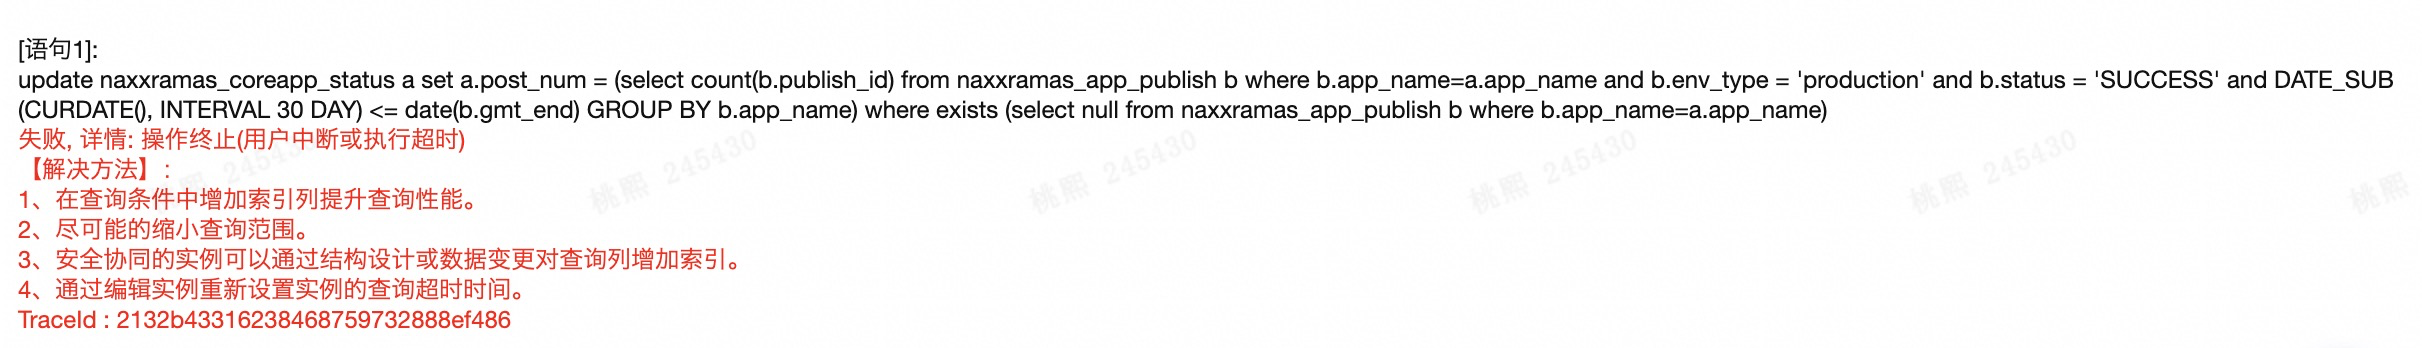 [语句1]:
update naxxramas_coreapp_status a set a.post_num = (select count(b.publish_id) from naxxramas_app_publish b where b.app_name=a.app_name and b.env_type = 'production' and b.status = 'SUCCESS' and DATE_SUB
(CURDATE(), INTERVAL 30 DAY) <= date(b.gmt_end) GROUP BY b.app_name) where exists (select null from naxxramas_app_publish b where b.app_name=a.app_name)
失败, 详情: 操作终止(用户中断或执行超时)
【解决方法】:
1、在查询条件中增加索引列提升查询性能。
2、尽可能的缩小查询范围。
3、安全协同的实例可以通过结构设计或数据变更对查询列增加索引。
4、通过编辑实例重新设置实例的查询超时时间。
TraceId : 2132b43316238468759732888ef486
桃熙 245430
桃熙 245430
桃熙 245430
桃熙 245430
桃熙 245430
桃熙